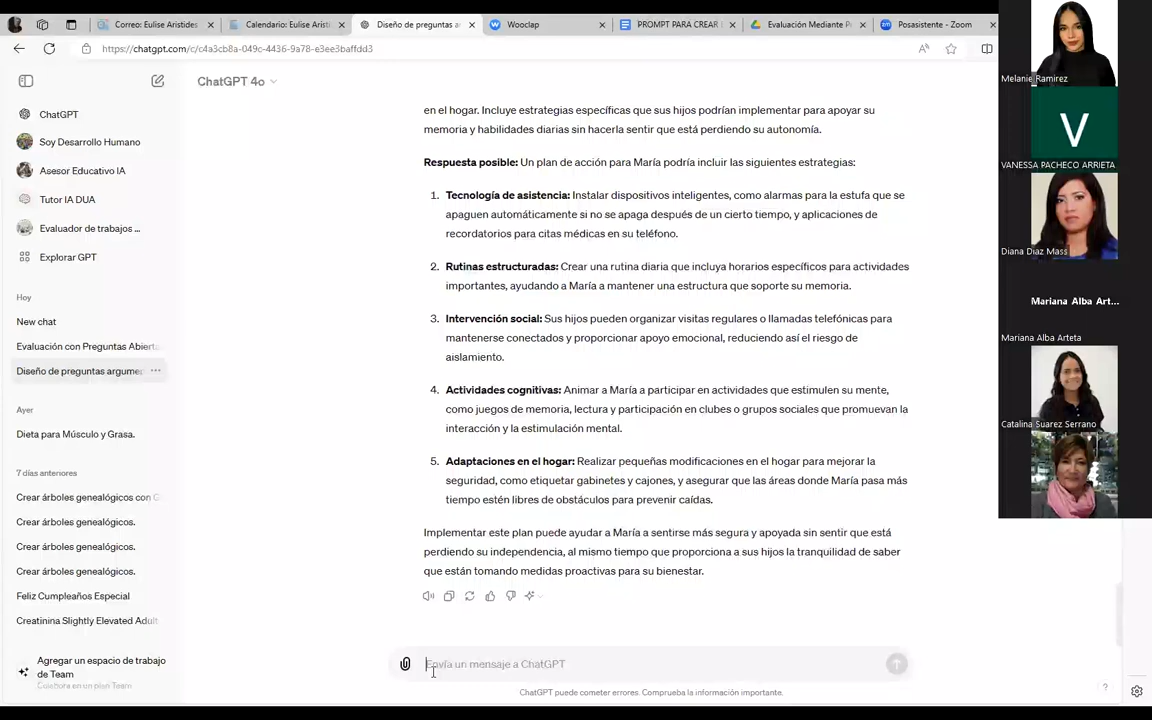 Correo: Eulise Aristides
Calendario: Eulise Aristi
Diseño de preguntas a
Wooclap
PROMPT PARA CREAR
Evaluación Mediante P
Posasistente - Zoom
https://chatgpt.com/c/c4a3cb8a-049c-4436-9a78-e3ee3baffdd3
ChatGPT 4o
ChatGPT
Soy Desarrollo Humano
Asesor Educativo IA
Tutor IA DUA
Evaluador de trabajos ...
Explorar GPT
Hoy
New chat
Evaluación con Preguntas Abierta
Diseño de preguntas argumen
Ayer
Dieta para Músculo y Grasa.
7 días anteriores
Crear árboles genealógicos con G
Crear árboles genealógicos.
Crear árboles genealógicos.
Crear árboles genealógicos.
Feliz Cumpleaños Especial
Creatinina Slightly Elevated Adult
Agregar un espacio de trabajo
de Team
Colabora en un plan Team
en el hogar. Incluye estrategias específicas que sus hijos podrían implementar para apoyar su
memoria y habilidades diarias sin hacerla sentir que está perdiendo su autonomía.
Respuesta posible: Un plan de acción para María podría incluir las siguientes estrategias:
1. Tecnología de asistencia: Instalar dispositivos inteligentes, como alarmas para la estufa que se
apaguen automáticamente si no se apaga después de un cierto tiempo, y aplicaciones de
recordatorios para citas médicas en su teléfono.
2. Rutinas estructuradas: Crear una rutina diaria que incluya horarios específicos para actividades
importantes, ayudando a María a mantener una estructura que soporte su memoria.
3. Intervención social: Sus hijos pueden organizar visitas regulares o llamadas telefónicas para
mantenerse conectados y proporcionar apoyo emocional, reduciendo así el riesgo de
aislamiento.
4. Actividades cognitivas: Animar a María a participar en actividades que estimulen su mente,
como juegos de memoria, lectura y participación en clubes o grupos sociales que promuevan la
interacción y la estimulación mental.
5. Adaptaciones en el hogar: Realizar pequeñas modificaciones en el hogar para mejorar la
seguridad, como etiquetar gabinetes y cajones, y asegurar que las áreas donde María pasa más
tiempo estén libres de obstáculos para prevenir caídas.
Implementar este plan puede ayudar a María a sentirse más segura y apoyada sin sentir que está
perdiendo su independencia, al mismo tiempo que proporciona a sus hijos la tranquilidad de saber
que están tomando medidas proactivas para su bienestar.
Envía un mensaje a ChatGPT
ChatGPT puede cometer errores. Comprueba la información importante.
?
Melanie Ramirez
V
VANESSA PACHECO ARRIETA
Diana Diaz Mass
Mariana Alba Art...
Mariana Alba Arteta
Catalina Suarez Serrano